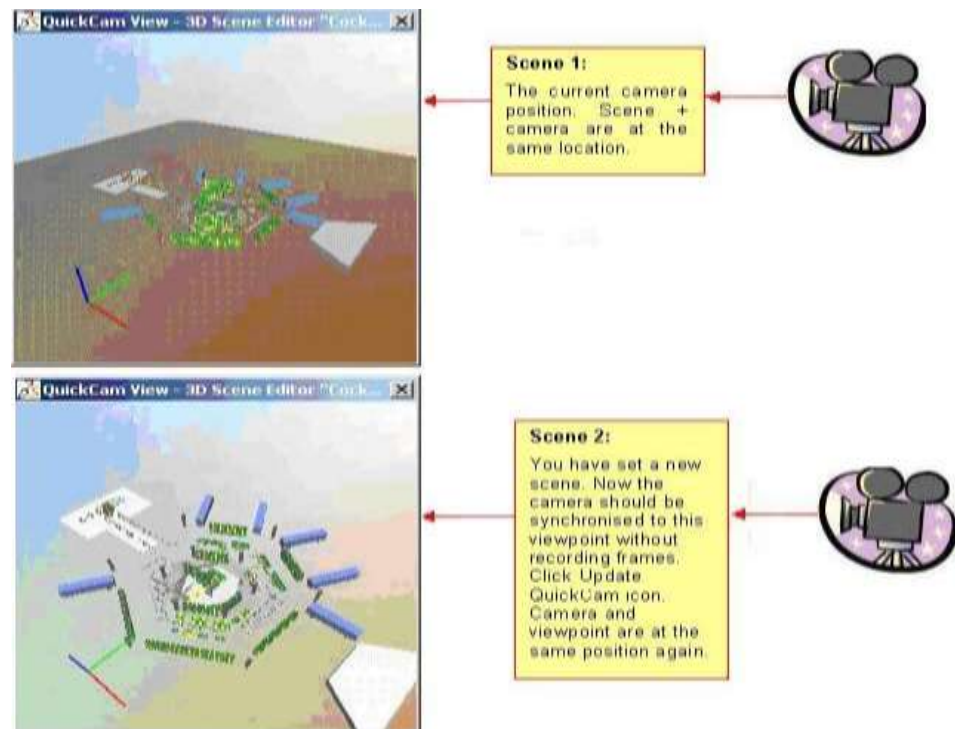 QuickCam View - 3D Scene Editor "Cock...
Scene 1:
The current camera
position. Scene +
camera are at the
same location.
QuickCam View - 3D Scene Editor "Cock...
Scene 2:
You have set a new
scene. Now the
camera should be
synchronised to this
viewpoint without
recording frames.
Click Update
QuickCam icon.
Camera and
viewpoint are at the
same position again.